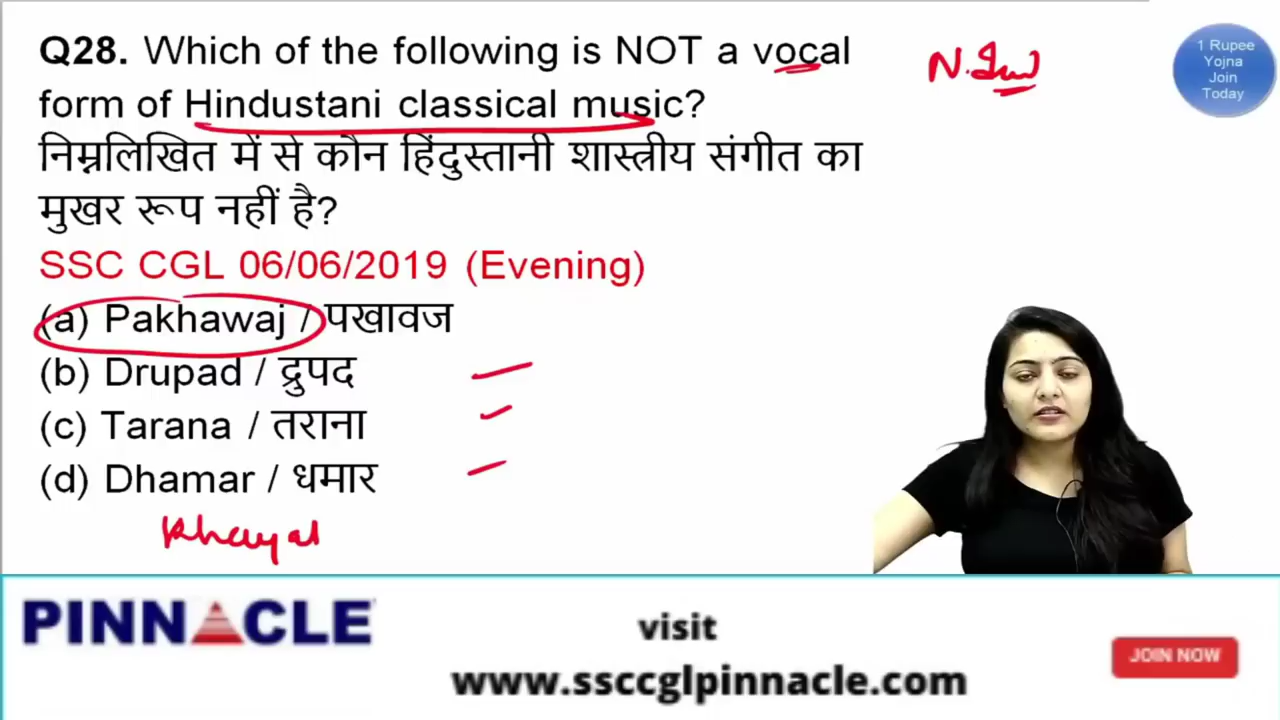 Q28. Which of the following is NOT a vocal
form of Hindustani classical music?
निम्नलिखित में से कौन हिंदुस्तानी शास्त्रीय संगीत का
मुखर रूप नहीं है?
SSC CGL 06/06/2019 (Evening)
(a) Pakhawaj / पखावज
(b) Drupad / द्रुपद
(c) Tarana / तराना
(d) Dhamar / धमार
Khayal
N.Ind
1 Rupee
Yojna
Join
Today
PINNACLE
visit
www.ssccglpinnacle.com
JOIN NOW